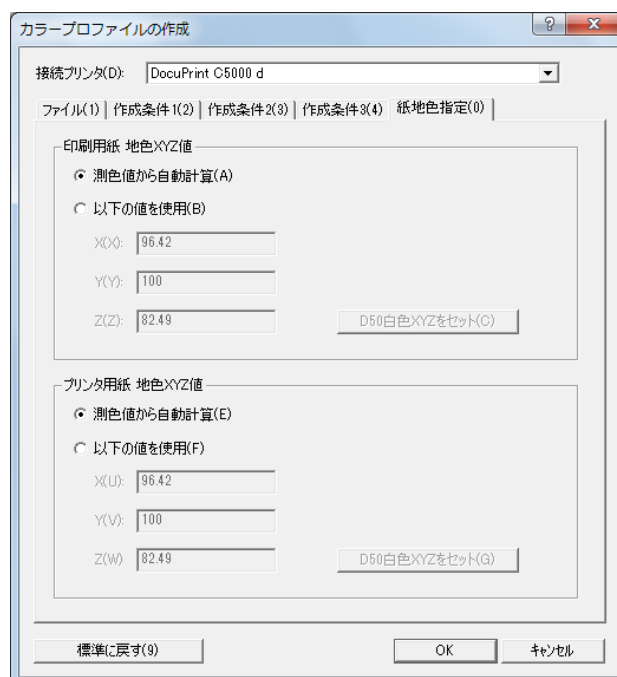 カラープロファイルの作成
接続プリンタ(D): DocuPrint C5000 d
ファイル(1) 作成条件1(2) 作成条件2(3) 作成条件3(4) 紙地色指定(0)
印刷用紙 地色XYZ値
測色値から自動計算(A)
以下の値を使用(B)
X(X): 96.42
Y(Y): 100
Z(Z): 82.49 D50白色XYZをセット(C)
プリンタ用紙 地色XYZ値
測色値から自動計算(E)
以下の値を使用(F)
X(U): 96.42
Y(V): 100
Z(W) 82.49 D50白色XYZをセット(G)
標準に戻す(9) OK キャンセル